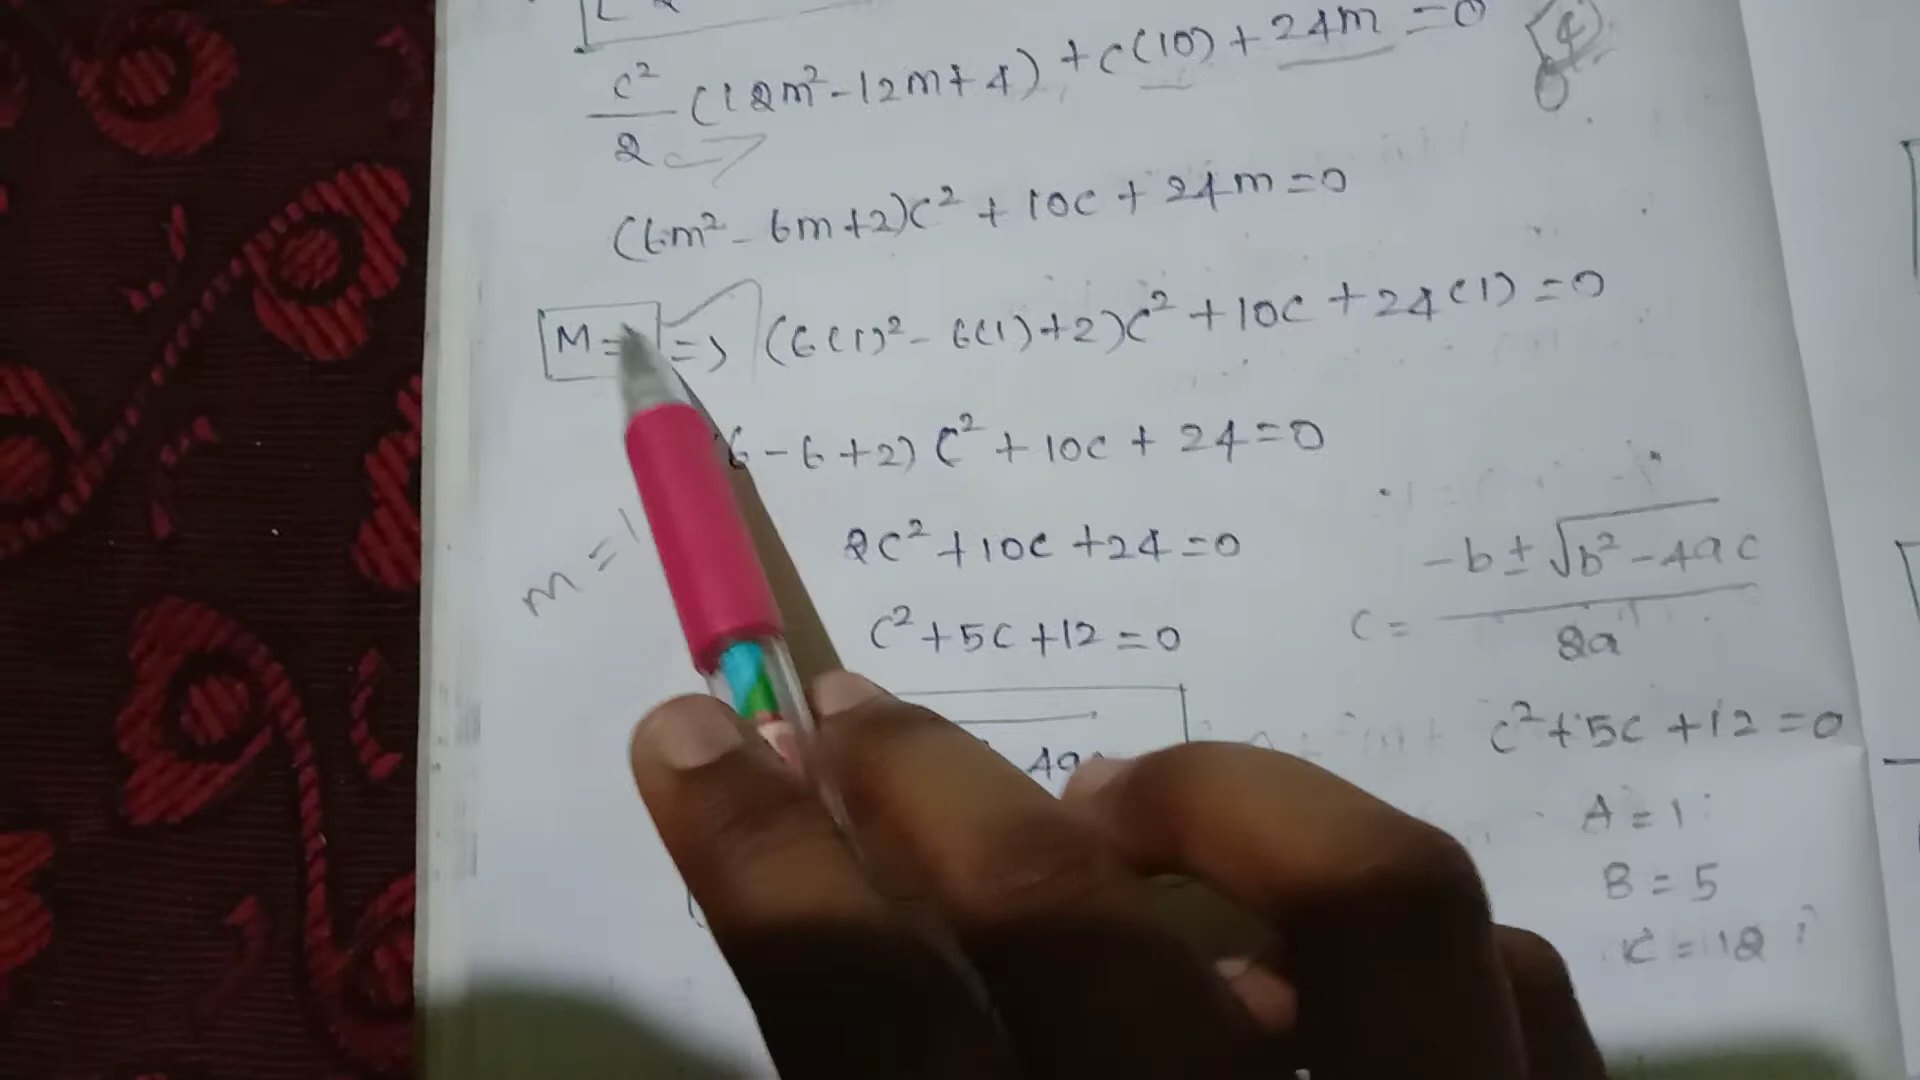 c²/2 (12m²-12m+4)+c(10)+24m=0
(6m²-6m+2)c²+10c+24m=0
M= => (6(1)²-6(1)+2)c²+10c+24(1)=0
6-6+2)c²+10c+24=0
m=1
2c²+10c+24=0
c²+5c+12=0
c= -b±√b²-4ac / 2a
c²+5c+12=0
A=1
B=5
C=12